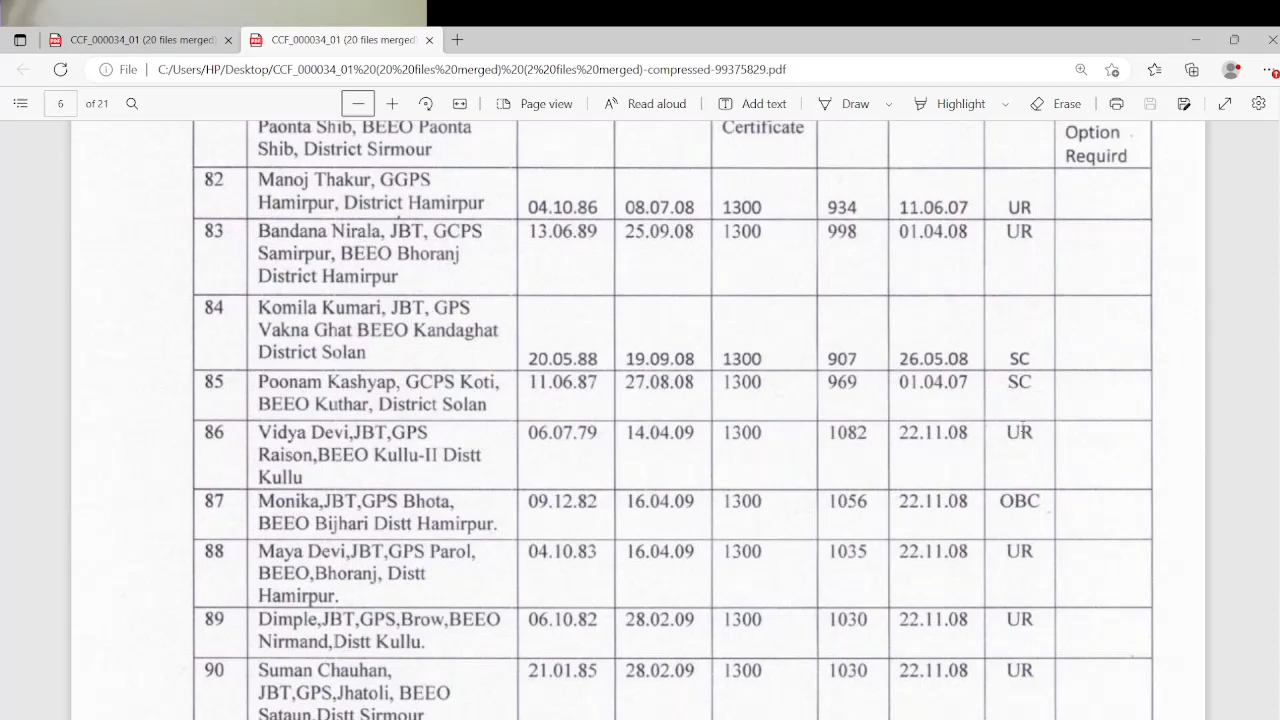 CCF_000034_01 (20 files merged)
CCF_000034_01 (20 files merged)
File C:/Users/HP/Desktop/CCF_000034_01%20(20%20files%20merged)%20(2%20files%20merged)-compressed-99375829.pdf
6 of 21 Page view Read aloud Add text Draw Highlight Erase
Paonta Shib, BEEO Paonta Certificate Option
Shib, District Sirmour Requird
82 Manoj Thakur, GGPS
Hamirpur, District Hamirpur 04.10.86 08.07.08 1300 934 11.06.07 UR
83 Bandana Nirala, JBT, GCPS 13.06.89 25.09.08 1300 998 01.04.08 UR
Samirpur, BEEO Bhoranj
District Hamirpur
84 Komila Kumari, JBT, GPS
Vakna Ghat BEEO Kandaghat
District Solan 20.05.88 19.09.08 1300 907 26.05.08 SC
85 Poonam Kashyap, GCPS Koti, 11.06.87 27.08.08 1300 969 01.04.07 SC
BEEO Kuthar, District Solan
86 Vidya Devi,JBT,GPS 06.07.79 14.04.09 1300 1082 22.11.08 UR
Raison,BEEO Kullu-II Distt
Kullu
87 Monika,JBT,GPS Bhota, 09.12.82 16.04.09 1300 1056 22.11.08 OBC
BEEO Bijhari Distt Hamirpur.
88 Maya Devi,JBT,GPS Parol, 04.10.83 16.04.09 1300 1035 22.11.08 UR
BEEO,Bhoranj, Distt
Hamirpur.
89 Dimple,JBT,GPS,Brow,BEEO 06.10.82 28.02.09 1300 1030 22.11.08 UR
Nirmand,Distt Kullu.
90 Suman Chauhan, 21.01.85 28.02.09 1300 1030 22.11.08 UR
JBT,GPS,Jhatoli, BEEO
Sataun,Distt Sirmour